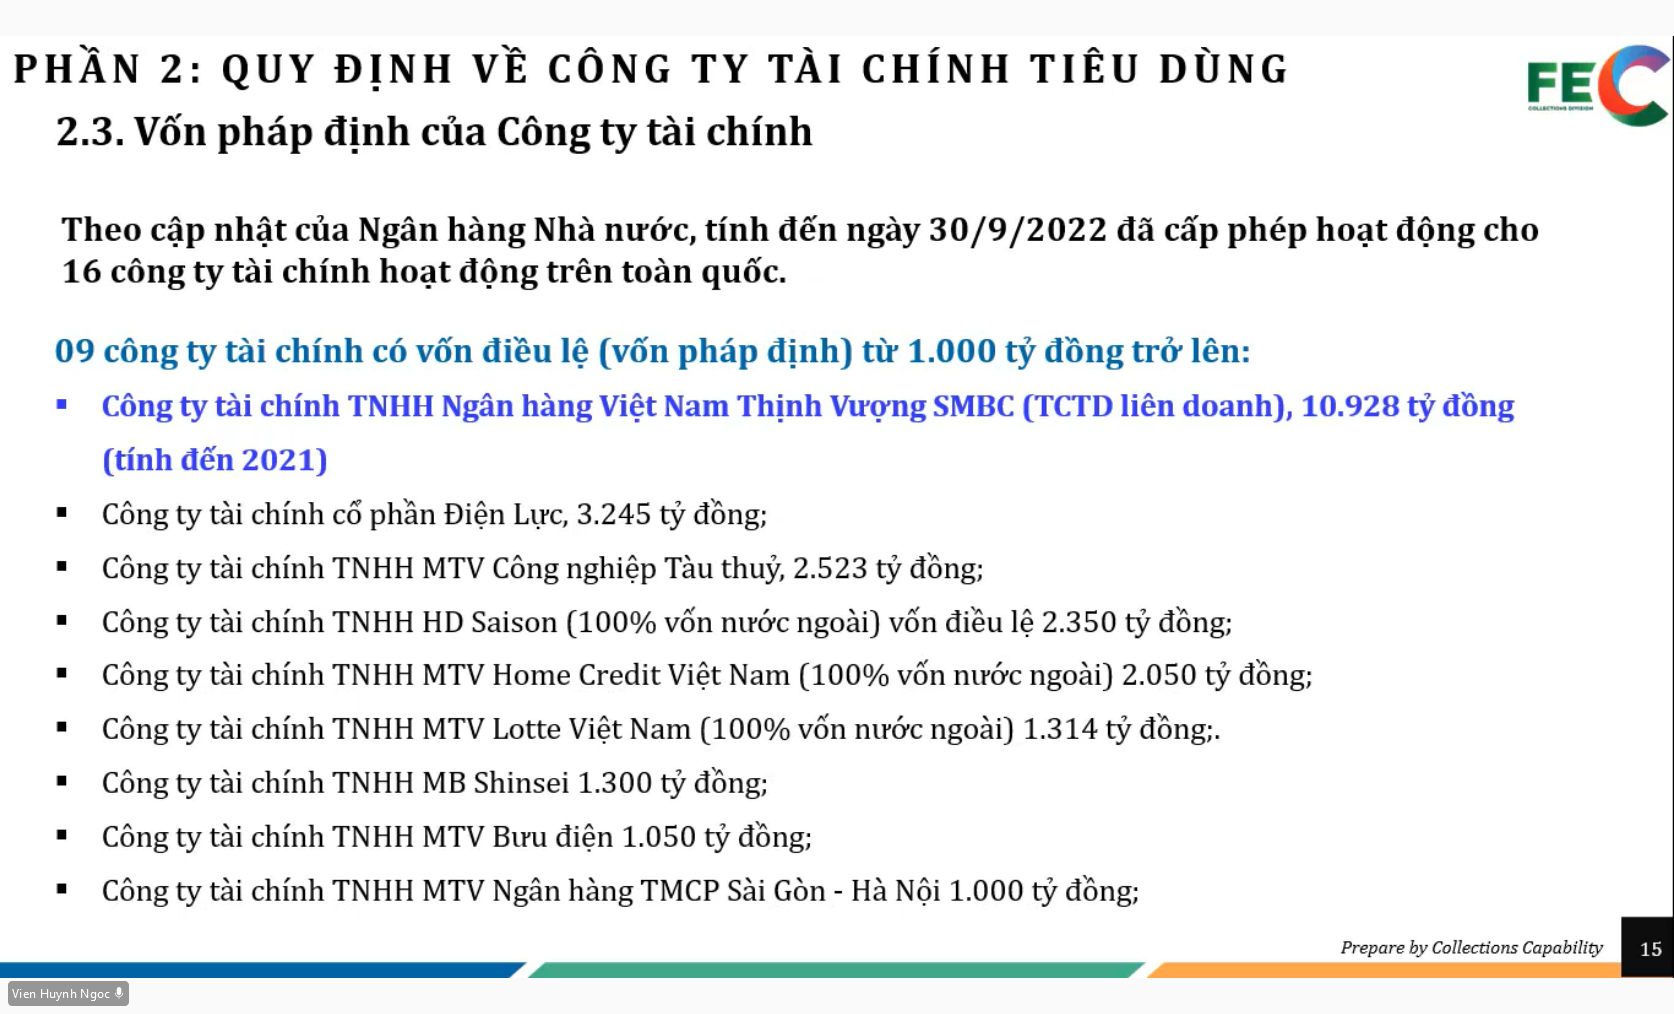 PHẦN 2: QUY ĐỊNH VỀ CÔNG TY TÀI CHÍNH TIÊU DÙNG
FEC
COLLECTIONS DIVISION
2.3. Vốn pháp định của Công ty tài chính
Theo cập nhật của Ngân hàng Nhà nước, tính đến ngày 30/9/2022 đã cấp phép hoạt động cho
16 công ty tài chính hoạt động trên toàn quốc.
09 công ty tài chính có vốn điều lệ (vốn pháp định) từ 1.000 tỷ đồng trở lên:
▪ Công ty tài chính TNHH Ngân hàng Việt Nam Thịnh Vượng SMBC (TCTD liên doanh), 10.928 tỷ đồng
(tính đến 2021)
▪ Công ty tài chính cổ phần Điện Lực, 3.245 tỷ đồng;
▪ Công ty tài chính TNHH MTV Công nghiệp Tàu thuỷ, 2.523 tỷ đồng;
▪ Công ty tài chính TNHH HD Saison (100% vốn nước ngoài) vốn điều lệ 2.350 tỷ đồng;
▪ Công ty tài chính TNHH MTV Home Credit Việt Nam (100% vốn nước ngoài) 2.050 tỷ đồng;
▪ Công ty tài chính TNHH MTV Lotte Việt Nam (100% vốn nước ngoài) 1.314 tỷ đồng;.
▪ Công ty tài chính TNHH MB Shinsei 1.300 tỷ đồng;
▪ Công ty tài chính TNHH MTV Bưu điện 1.050 tỷ đồng;
▪ Công ty tài chính TNHH MTV Ngân hàng TMCP Sài Gòn - Hà Nội 1.000 tỷ đồng;
Prepare by Collections Capability
15
Vien Huynh Ngoc